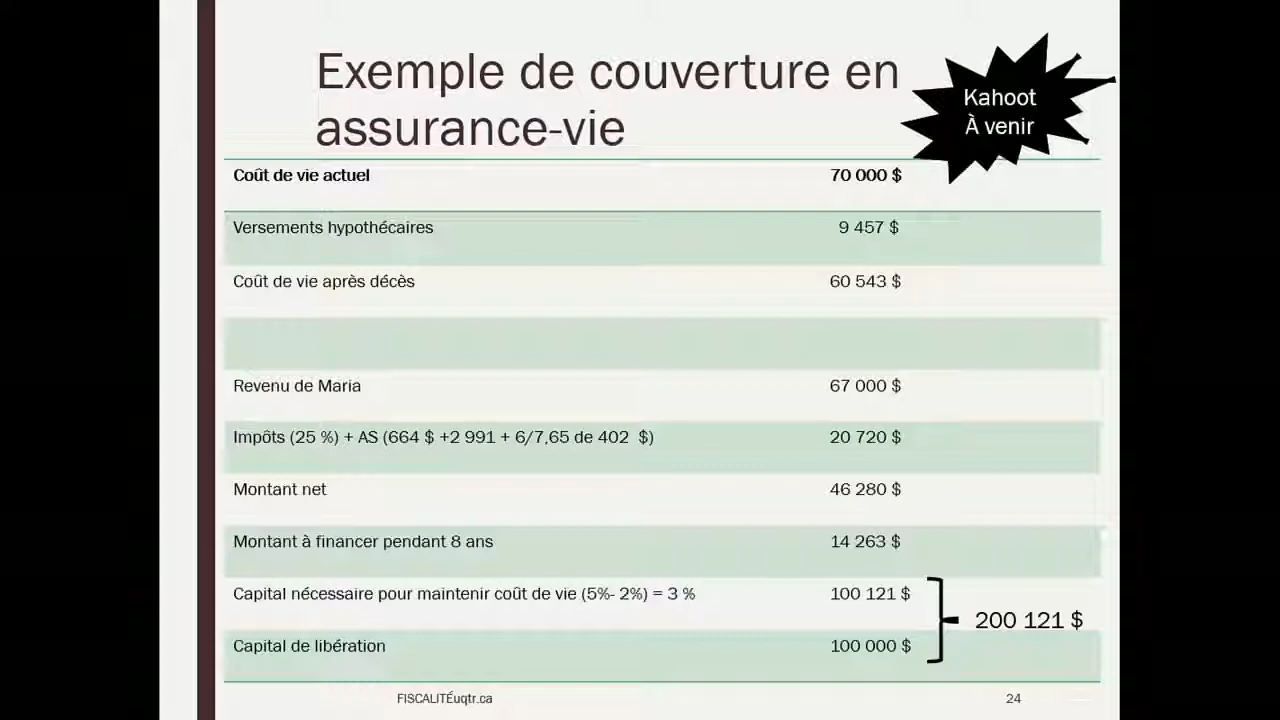 Exemple de couverture en
assurance-vie
Kahoot
À venir
Coût de vie actuel 70 000 $
Versements hypothécaires 9 457 $
Coût de vie après décès 60 543 $
Revenu de Maria 67 000 $
Impôts (25 %) + AS (664 $ +2 991 + 6/7,65 de 402 $) 20 720 $
Montant net 46 280 $
Montant à financer pendant 8 ans 14 263 $
Capital nécessaire pour maintenir coût de vie (5%- 2%) = 3 % 100 121 $
200 121 $
Capital de libération 100 000 $
FISCALITÉuqtr.ca 24